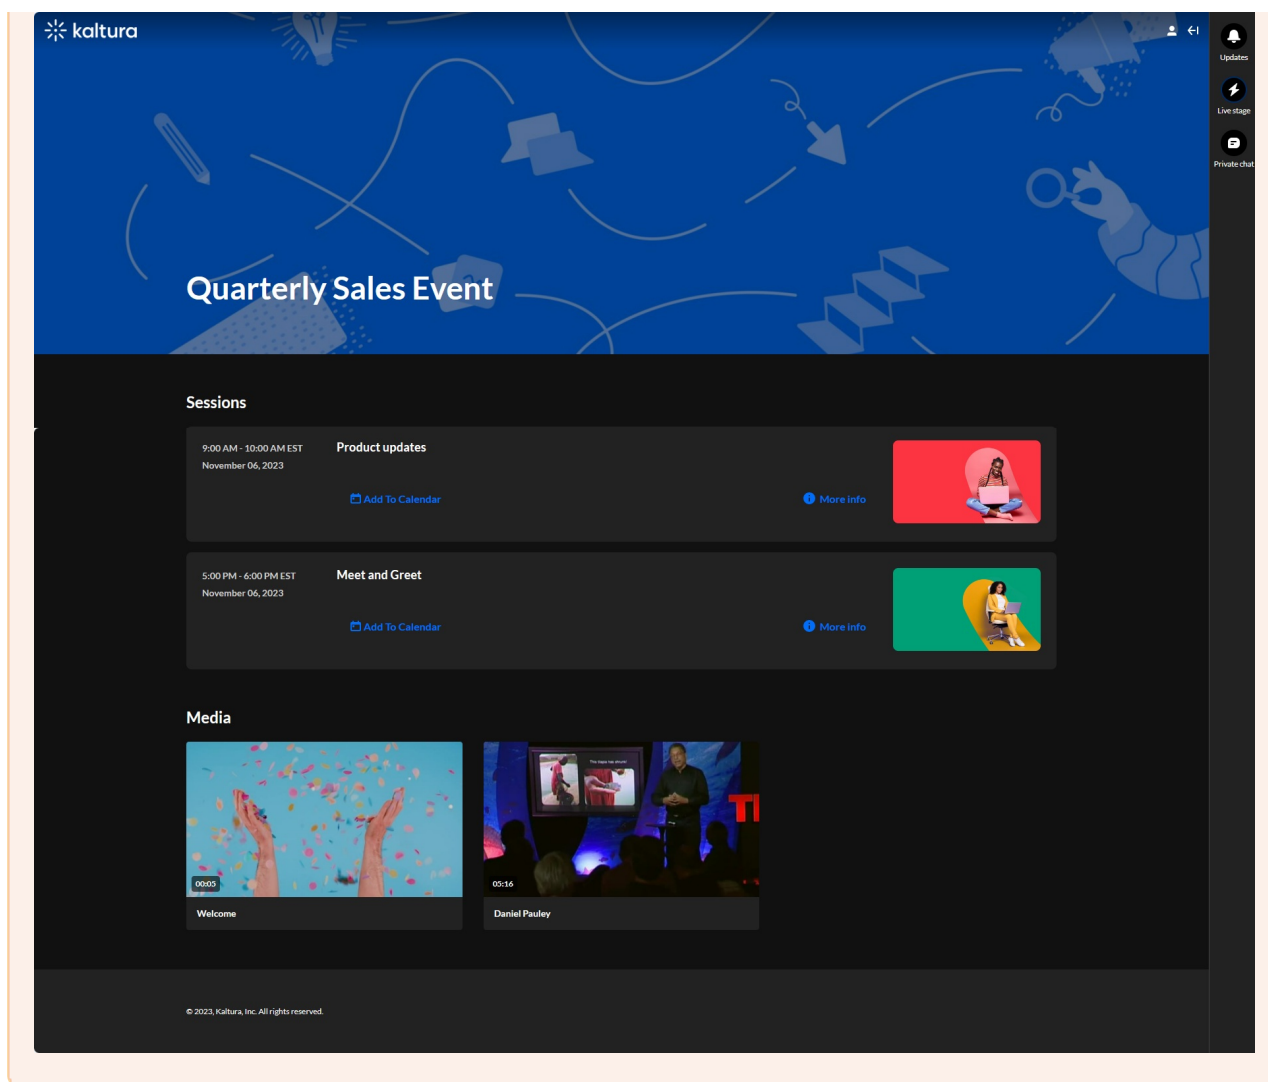 kaltura
Updates
Live stage
Private chat
Quarterly Sales Event
Sessions
9:00 AM - 10:00 AM EST
November 06, 2023
Product updates
Add To Calendar
More info
5:00 PM - 6:00 PM EST
November 06, 2023
Meet and Greet
Add To Calendar
More info
Media
00:05
Welcome
05:16
Daniel Pauley
© 2023, Kaltura, Inc. All rights reserved.